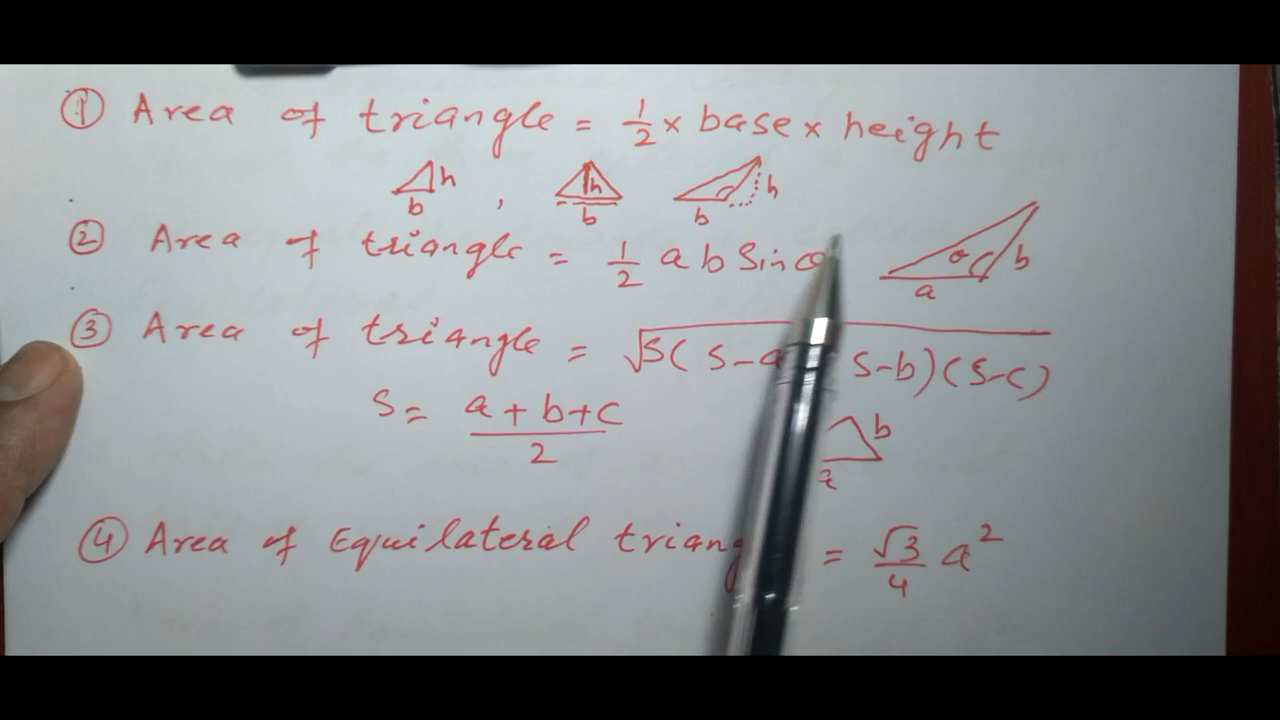 ① Area of triangle = 1/2 × base × height
b h , h b b h
② Area of triangle = 1/2 a b Sin θ a θ b
③ Area of triangle = √S(S-a S-b)(S-c)
S = a+b+c/2
b
④ Area of Equilateral = √3/4 a²